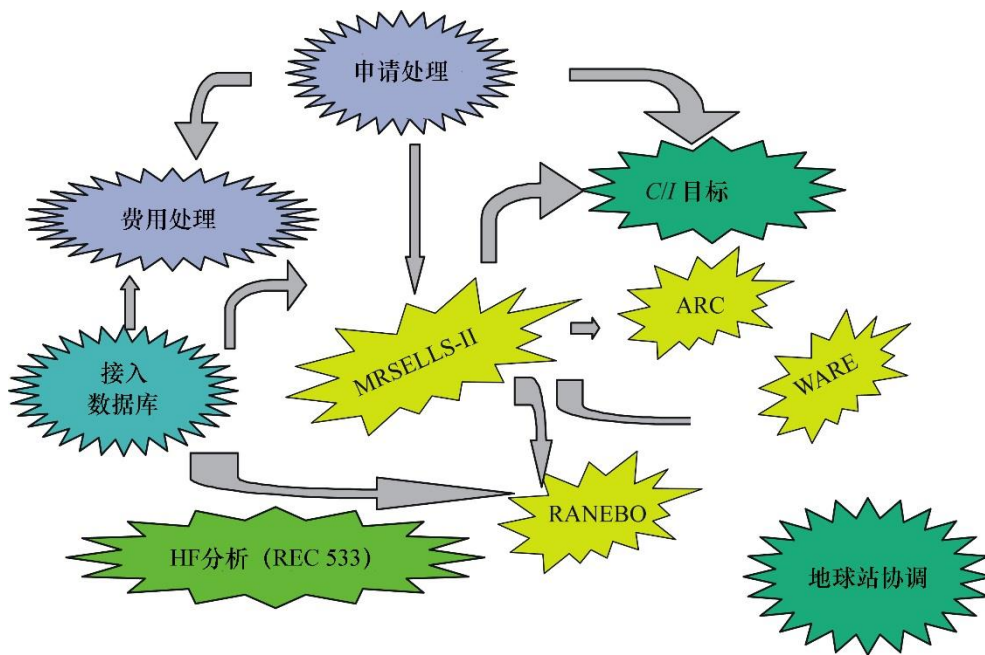 申请处理
费用处理
C/I 目标
ARC
MRSELLS-II
WARE
接入
数据库
RANEBO
HF分析（REC 533）
地球站协调